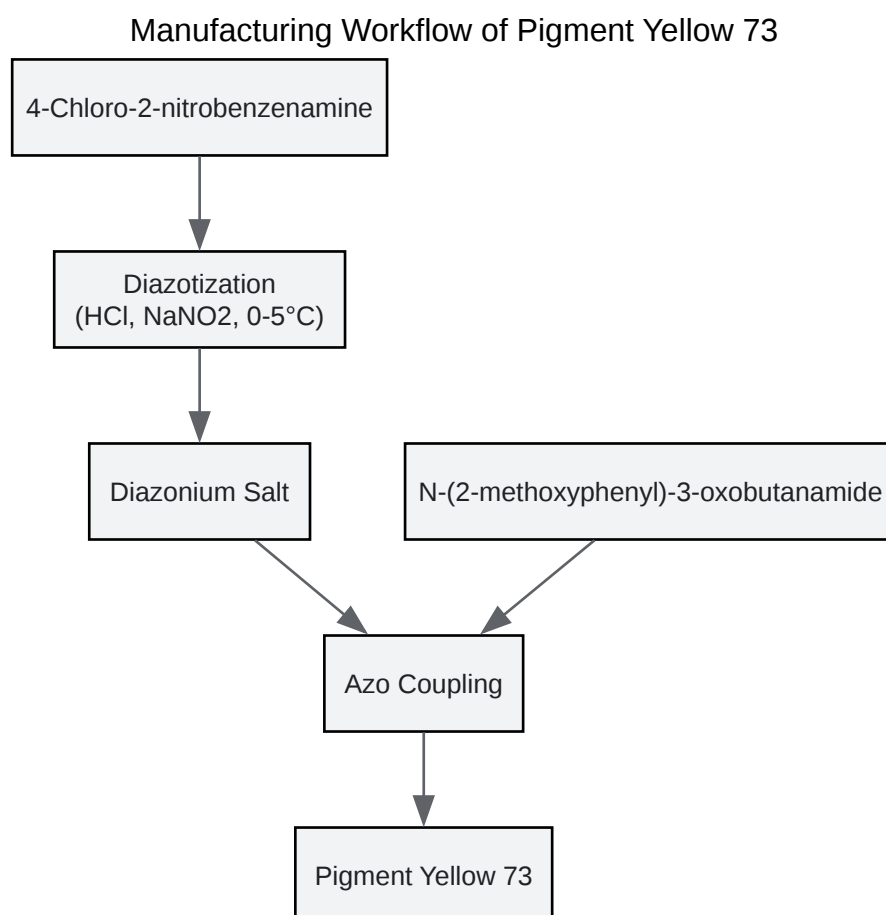 Manufacturing Workflow of Pigment Yellow 73
4-Chloro-2-nitrobenzenamine
Diazotization
(HCl, NaNO2, 0-5°C)
Diazonium Salt
N-(2-methoxyphenyl)-3-oxobutanamide
Azo Coupling
Pigment Yellow 73